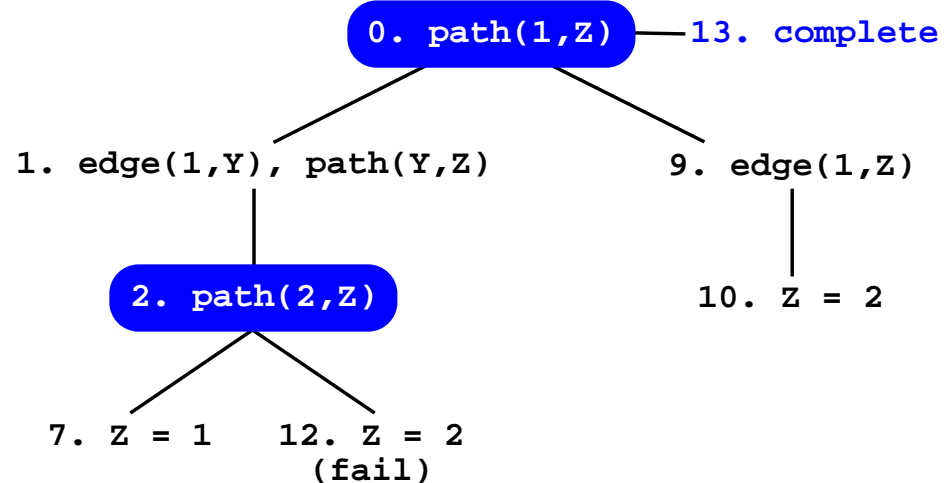 0. path(1,Z)
13. complete
1. edge(1,Y), path(Y,Z)
9. edge(1,Z)
2. path(2,Z)
10. Z = 2
7. Z = 1
12. Z = 2
(fail)